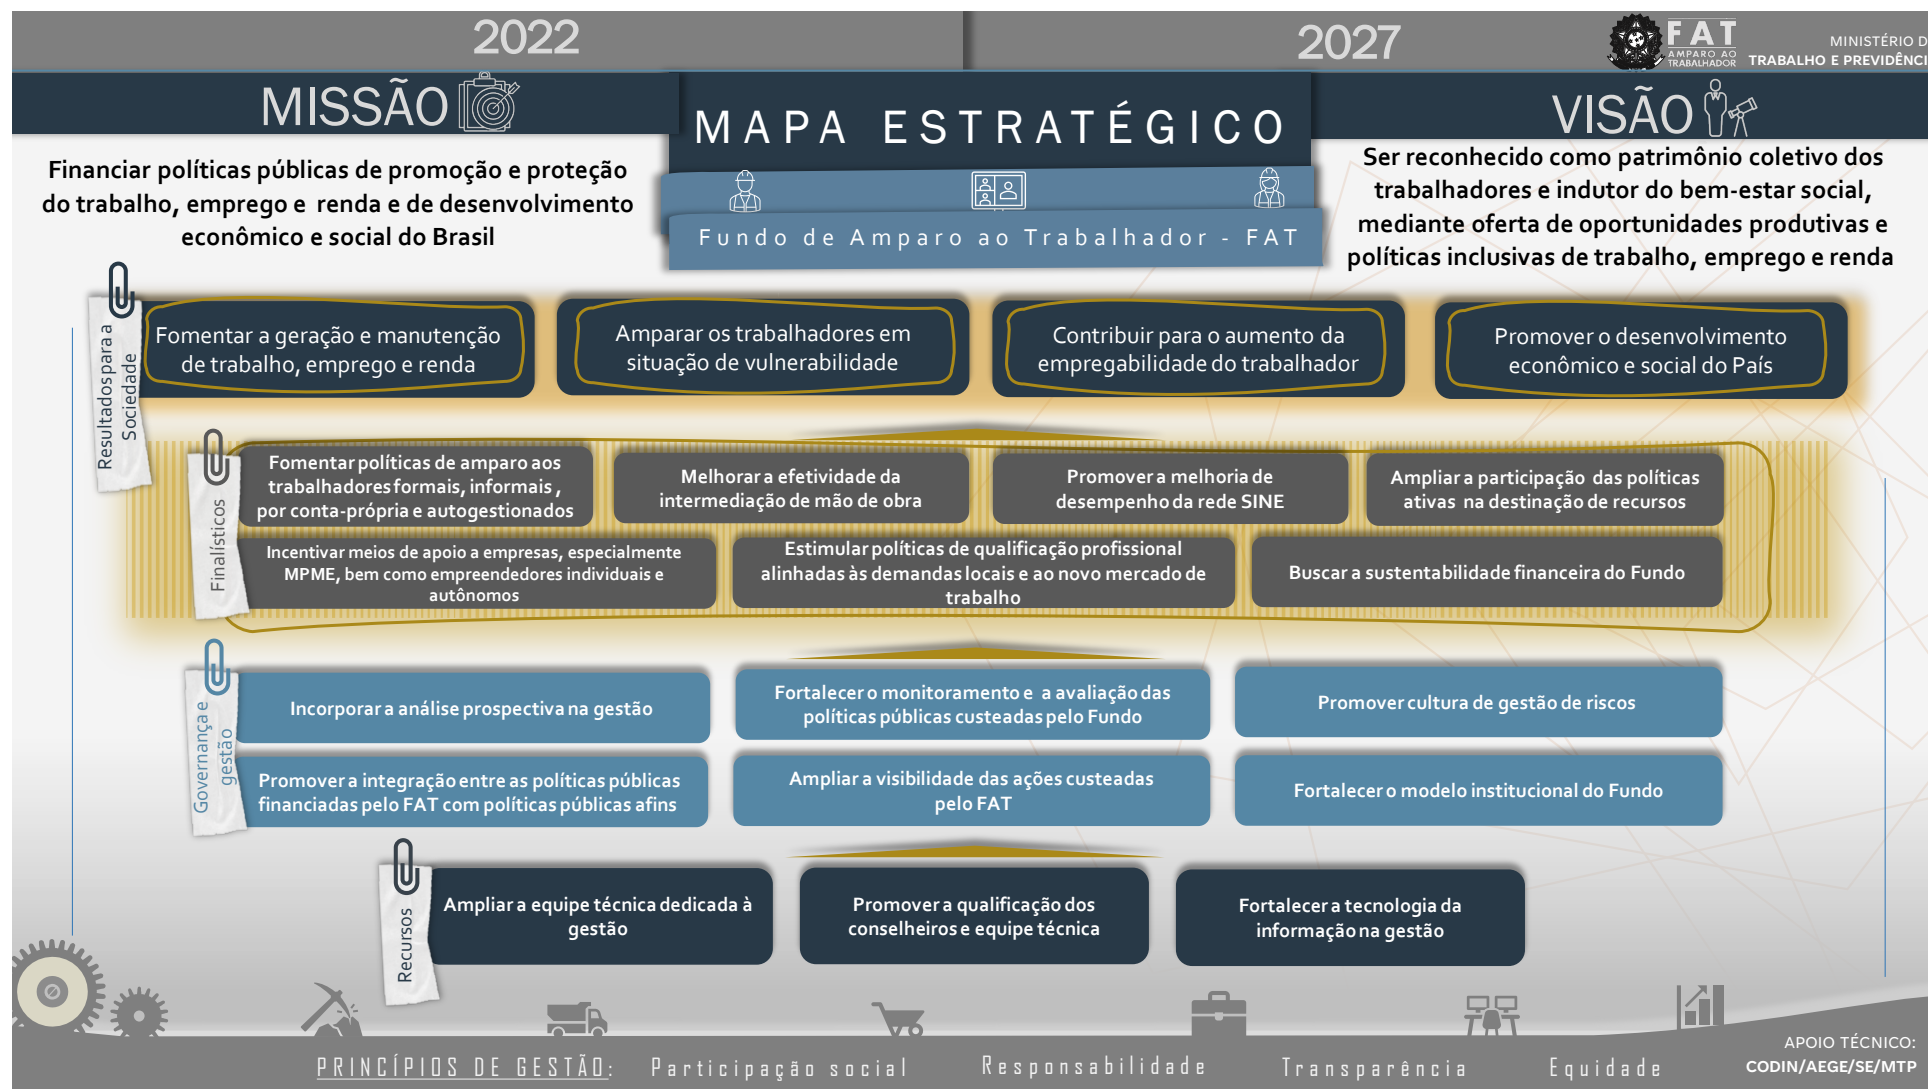 2022
2027
FAT
AMPARO AO
TRABALHADOR
MINISTÉRIO D
TRABALHO E PREVIDÊNCI
MISSÃO
MAPA ESTRATÉGICO
VISÃO
Financiar políticas públicas de promoção e proteção
do trabalho, emprego e renda e de desenvolvimento
econômico e social do Brasil
Fundo de Amparo ao Trabalhador - FAT
Ser reconhecido como patrimônio coletivo dos
trabalhadores e indutor do bem-estar social,
mediante oferta de oportunidades produtivas e
políticas inclusivas de trabalho, emprego e renda
Resultados para a
Sociedade
Fomentar a geração e manutenção
de trabalho, emprego e renda
Amparar os trabalhadores em
situação de vulnerabilidade
Contribuir para o aumento da
empregabilidade do trabalhador
Promover o desenvolvimento
econômico e social do País
Finalísticos
Fomentar políticas de amparo aos
trabalhadores formais, informais ,
por conta-própria e autogestionados
Melhorar a efetividade da
intermediação de mão de obra
Promover a melhoria de
desempenho da rede SINE
Ampliar a participação das políticas
ativas na destinação de recursos
Incentivar meios de apoio a empresas, especialmente
MPME, bem como empreendedores individuais e
autônomos
Estimular políticas de qualificação profissional
alinhadas às demandas locais e ao novo mercado de
trabalho
Buscar a sustentabilidade financeira do Fundo
Governança e
gestão
Incorporar a análise prospectiva na gestão
Fortalecer o monitoramento e a avaliação das
políticas públicas custeadas pelo Fundo
Promover cultura de gestão de riscos
Promover a integração entre as políticas públicas
financiadas pelo FAT com políticas públicas afins
Ampliar a visibilidade das ações custeadas
pelo FAT
Fortalecer o modelo institucional do Fundo
Recursos
Ampliar a equipe técnica dedicada à
gestão
Promover a qualificação dos
conselheiros e equipe técnica
Fortalecer a tecnologia da
informação na gestão
PRINCÍPIOS DE GESTÃO: Participação social Responsabilidade Transparência Equidade
APOIO TÉCNICO:
CODIN/AEGE/SE/MTP